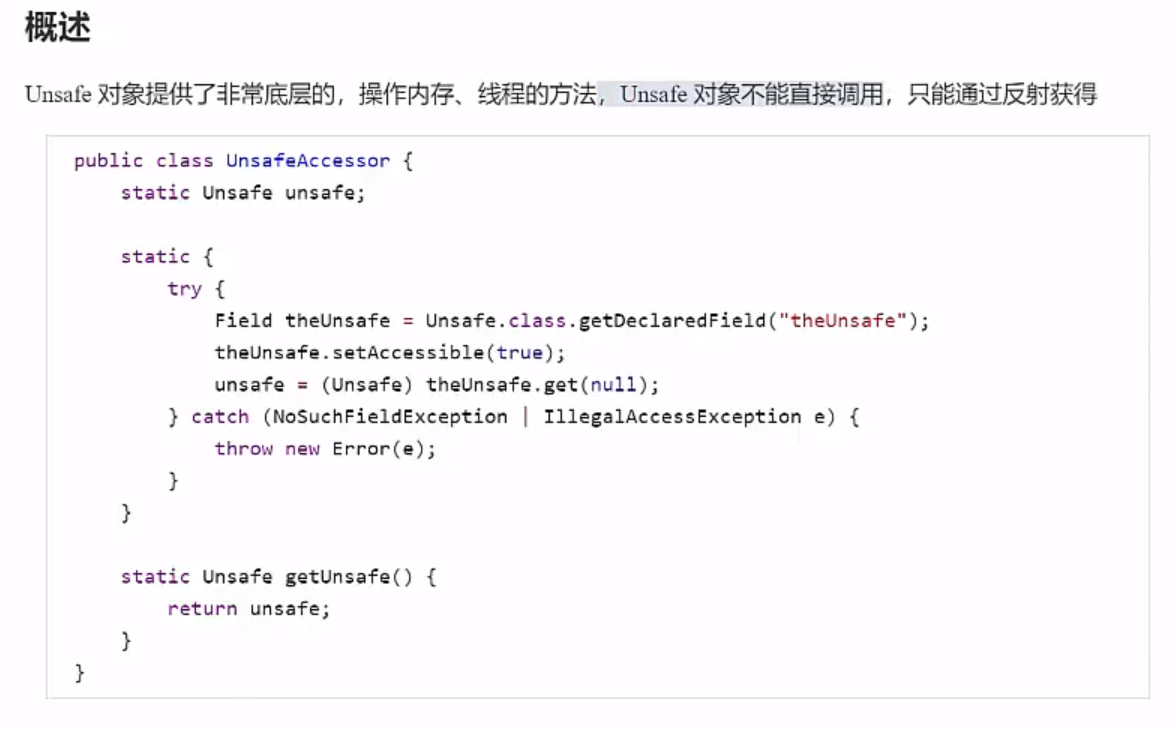 概述
Unsafe 对象提供了非常底层的，操作内存、线程的方法，Unsafe 对象不能直接调用，只能通过反射获得
public class UnsafeAccessor {
    static Unsafe unsafe;

    static {
        try {
            Field theUnsafe = Unsafe.class.getDeclaredField("theUnsafe");
            theUnsafe.setAccessible(true);
            unsafe = (Unsafe) theUnsafe.get(null);
        } catch (NoSuchFieldException | IllegalAccessException e) {
            throw new Error(e);
        }
    }

    static Unsafe getUnsafe() {
        return unsafe;
    }
}